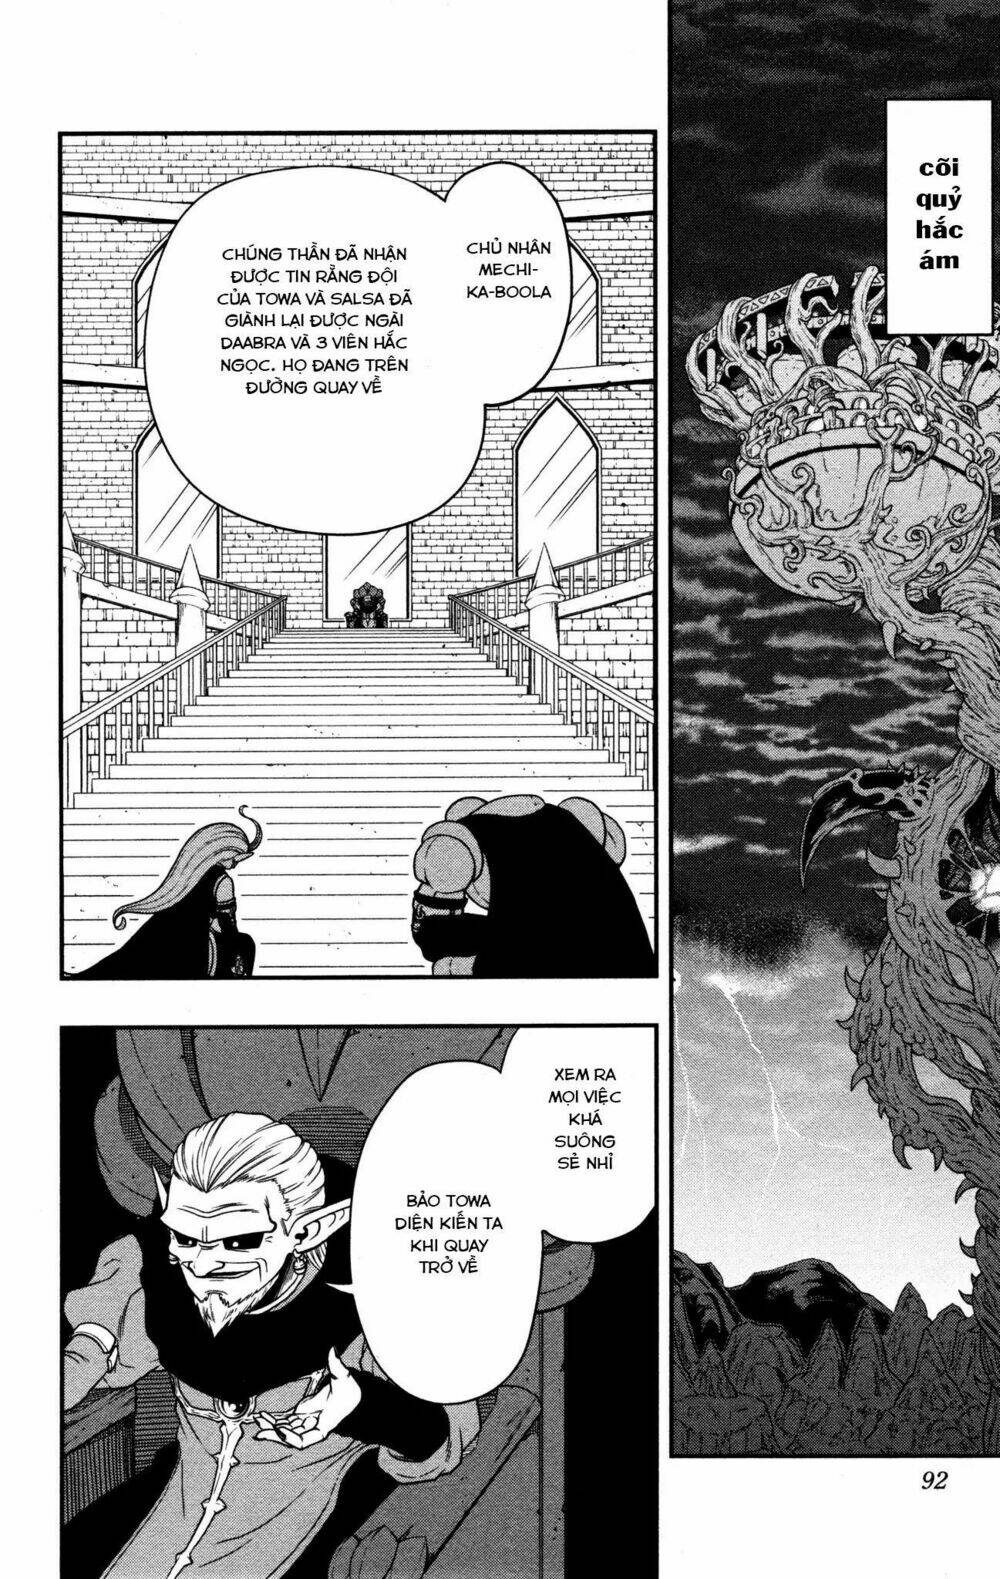 cõi
quỷ
hắc
ám
CHỦ NHÂN
MECHI-
KA-BOOLA
CHÚNG THẦN ĐÃ NHẬN
ĐƯỢC TIN RẰNG ĐỘI
CỦA TOWA VÀ SALSA ĐÃ
GIÀNH LẠI ĐƯỢC NGÀI
DAABRA VÀ 3 VIÊN HẮC
NGỌC. HỌ ĐANG TRÊN
ĐƯỜNG QUAY VỀ
XEM RA
MỌI VIỆC
KHÁ
SUÔNG
SẺ NHỈ
BẢO TOWA
DIỆN KIẾN TA
KHI QUAY
TRỞ VỀ
92